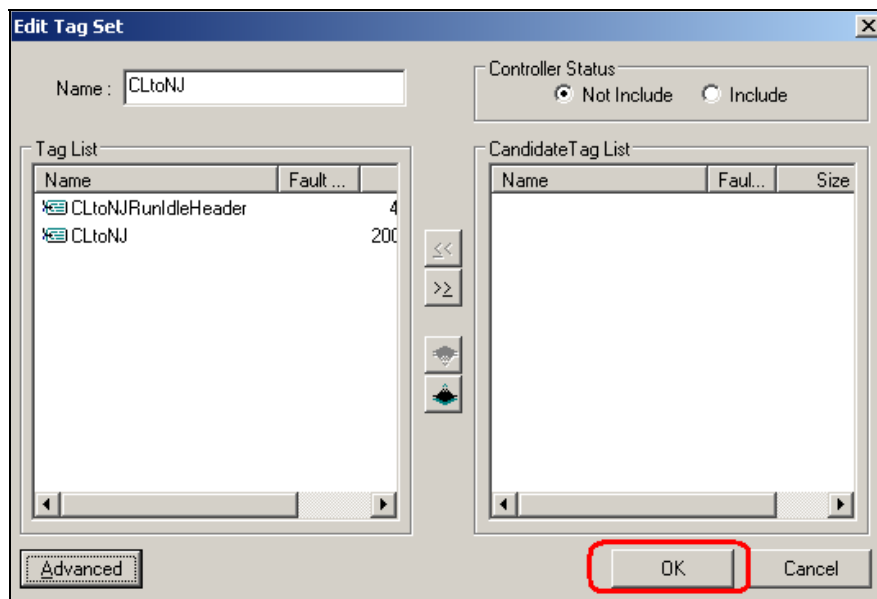 Edit Tag Set
Name : CLtoNJ
Controller Status
Not Include Include
Tag List
Name Fault ...
CLtoNJRunIdleHeader 4
CLtoNJ 200
<<
>>
CandidateTag List
Name Faul... Size
Advanced
OK
Cancel